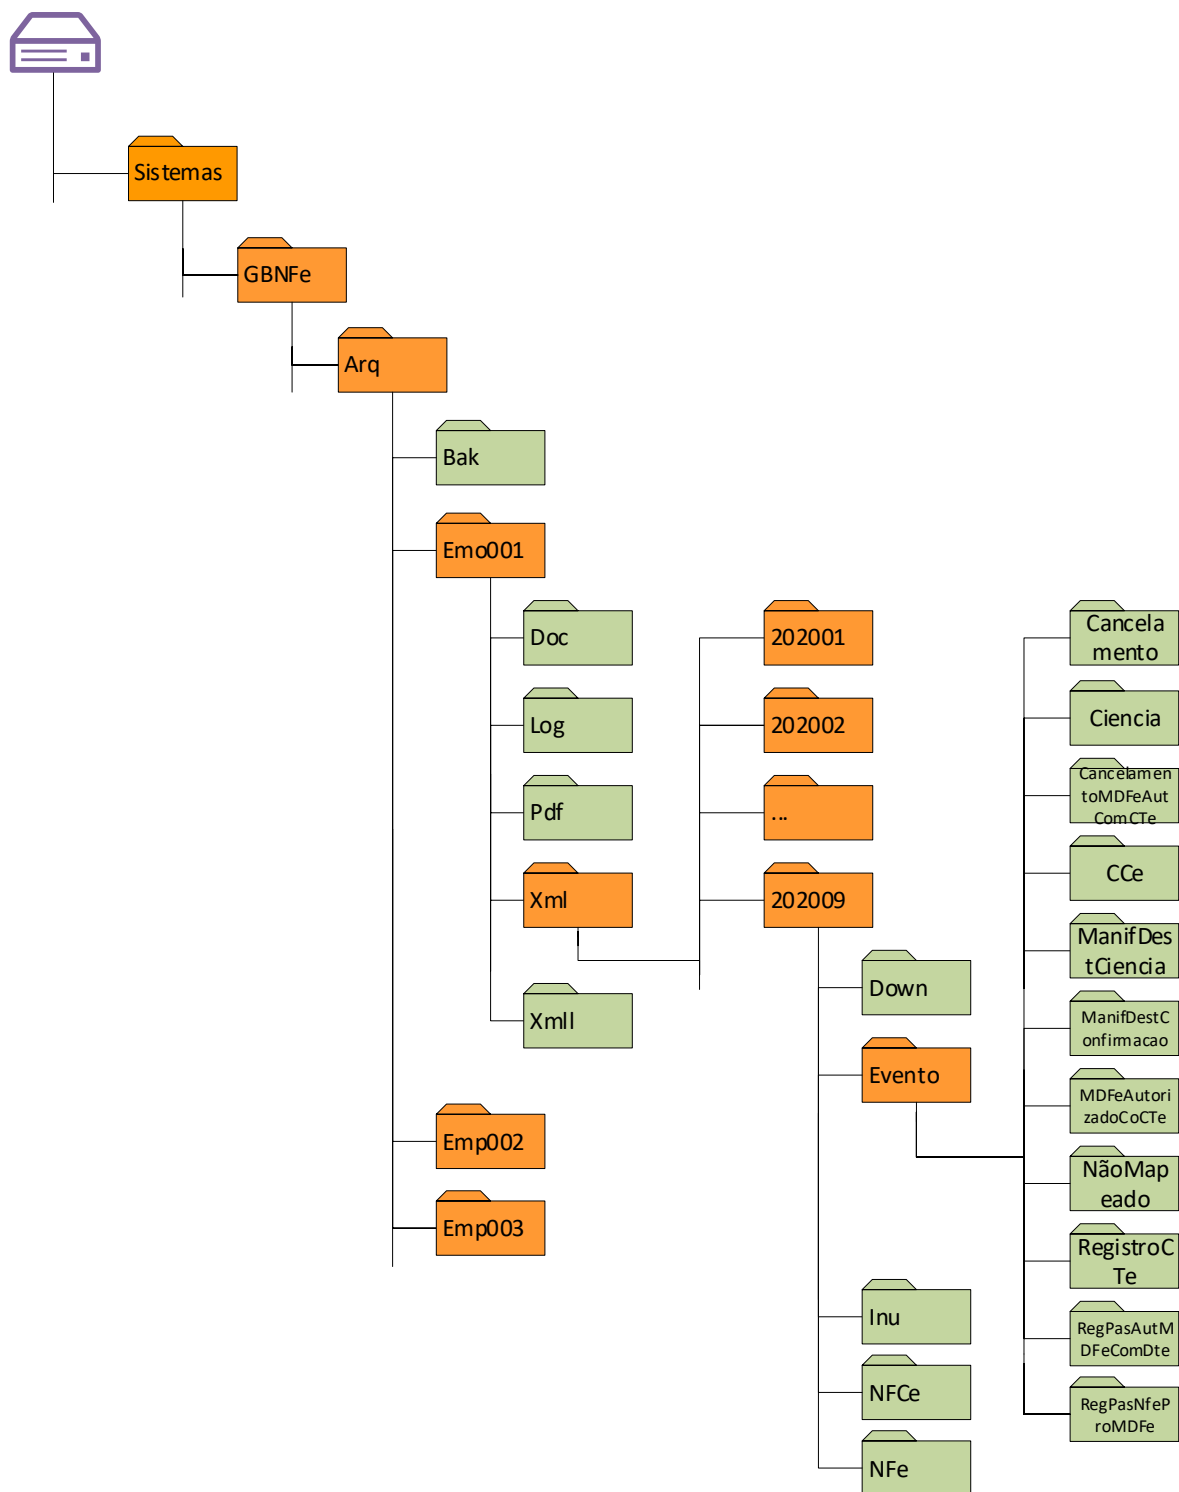 Sistemas
GBNFe
Arq
Bak
Emo001
Doc
Log
Pdf
Xml
Xmll
Emp002
Emp003
202001
202002
...
202009
Down
Evento
Inu
NFCe
NFe
Cancela
mento
Ciencia
Cancelamen
toMDFeAut
ComCTe
CCe
ManifDes
tCiencia
ManifDestC
onfirmacao
MDFeAutori
zadoCoCTe
NãoMap
eado
RegistroC
Te
RegPasAutM
DFeComDte
RegPasNfeP
roMDFe